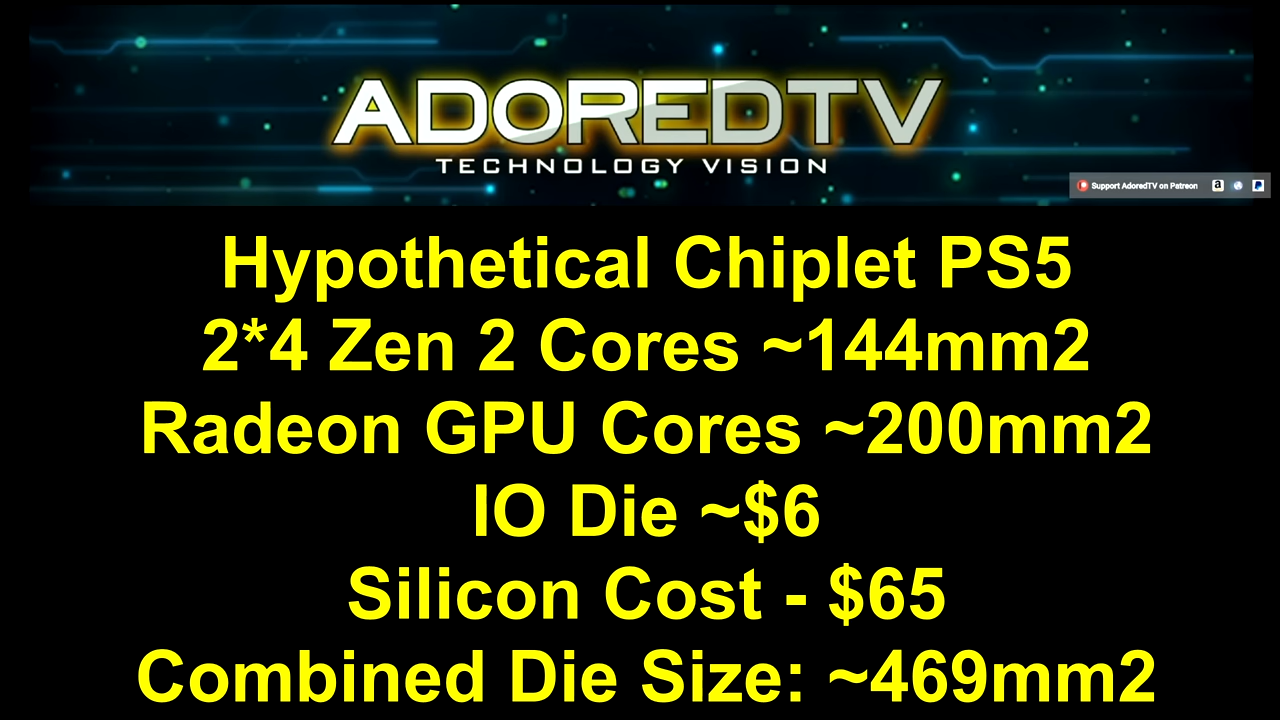 ADOREDTV
TECHNOLOGY VISION
Support AdoredTV on Patreon
Hypothetical Chiplet PS5
2*4 Zen 2 Cores ~144mm2
Radeon GPU Cores ~200mm2
IO Die ~$6
Silicon Cost - $65
Combined Die Size: ~469mm2